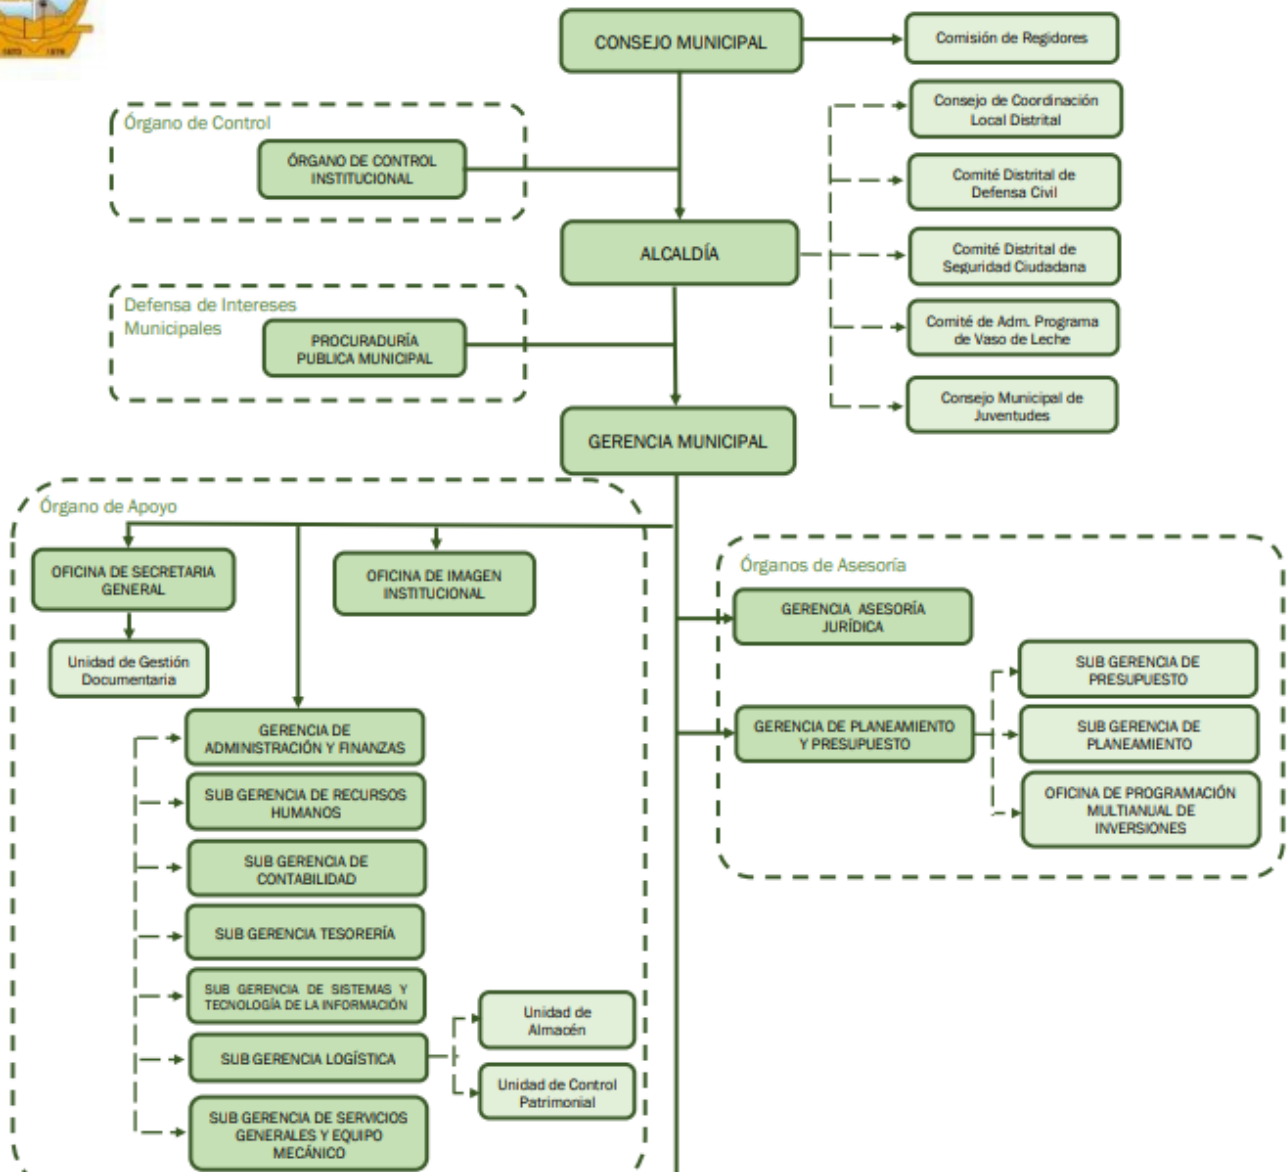 1870 1879
CONSEJO MUNICIPAL
Comisión de Regidores
Consejo de Coordinación
Local Distrital
Órgano de Control
ÓRGANO DE CONTROL
INSTITUCIONAL
Comité Distrital de
Defensa Civil
ALCALDÍA
Comité Distrital de
Seguridad Ciudadana
Defensa de Intereses
Municipales
PROCURADURÍA
PUBLICA MUNICIPAL
Comité de Adm. Programa
de Vaso de Leche
Consejo Municipal de
Juventudes
GERENCIA MUNICIPAL
Órgano de Apoyo
OFICINA DE SECRETARIA
GENERAL
OFICINA DE IMAGEN
INSTITUCIONAL
Unidad de Gestión
Documentaria
GERENCIA DE
ADMINISTRACIÓN Y FINANZAS
SUB GERENCIA DE RECURSOS
HUMANOS
SUB GERENCIA DE
CONTABILIDAD
SUB GERENCIA TESORERÍA
SUB GERENCIA DE SISTEMAS Y
TECNOLOGÍA DE LA INFORMACIÓN
SUB GERENCIA LOGÍSTICA
Unidad de
Almacén
Unidad de Control
Patrimonial
SUB GERENCIA DE SERVICIOS
GENERALES Y EQUIPO
MECÁNICO
Órganos de Asesoría
GERENCIA ASESORÍA
JURÍDICA
GERENCIA DE PLANEAMIENTO
Y PRESUPUESTO
SUB GERENCIA DE
PRESUPUESTO
SUB GERENCIA DE
PLANEAMIENTO
OFICINA DE PROGRAMACIÓN
MULTIANUAL DE
INVERSIONES